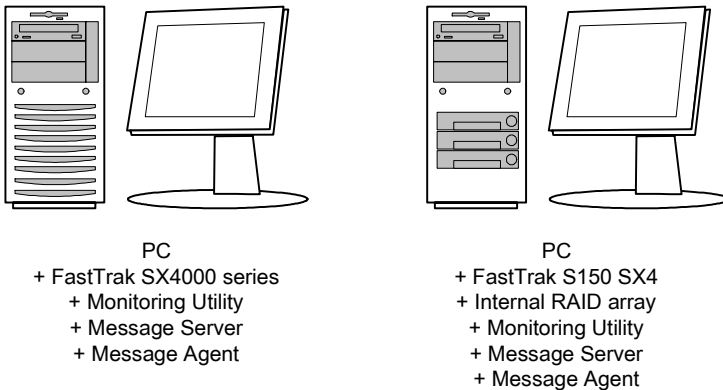 PC
+ FastTrak SX4000 series
+ Monitoring Utility
+ Message Server
+ Message Agent
PC
+ FastTrak S150 SX4
+ Internal RAID array
+ Monitoring Utility
+ Message Server
+ Message Agent